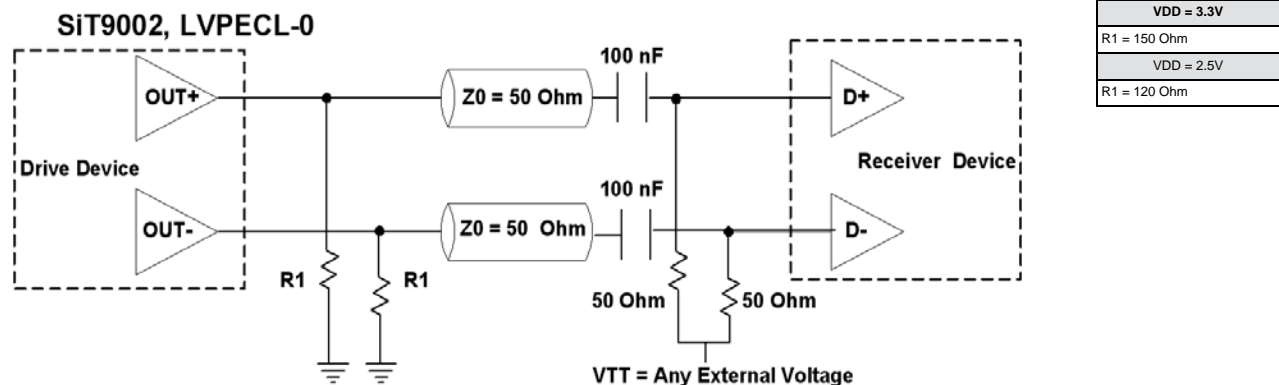 SiT9002, LVPECL-0
VDD = 3.3V
R1 = 150 Ohm
VDD = 2.5V
R1 = 120 Ohm
100 nF
OUT+
Z0 = 50 Ohm
D+
Drive Device
Receiver Device
100 nF
OUT-
Z0 = 50 Ohm
D-
R1
R1
50 Ohm
50 Ohm
VTT = Any External Voltage